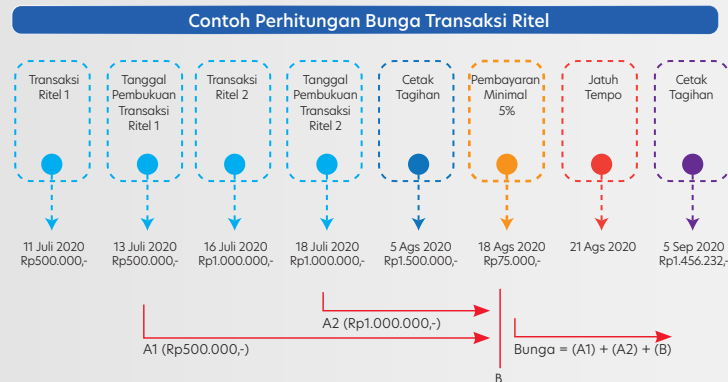 Contoh Perhitungan Bunga Transaksi Ritel
Transaksi
Ritel 1
Tanggal
Pembukuan
Transaksi
Ritel 1
Transaksi
Ritel 2
Tanggal
Pembukuan
Transaksi
Ritel 2
Cetak
Tagihan
Pembayaran
Minimal
5%
Jatuh
Tempo
Cetak
Tagihan
11 Juli 2020
Rp500.000,-
13 Juli 2020
Rp500.000,-
16 Juli 2020
Rp1.000.000,-
18 Juli 2020
Rp1.000.000,-
5 Ags 2020
Rp1.500.000,-
18 Ags 2020
Rp75.000,-
21 Ags 2020
5 Sep 2020
Rp1.456.232,-
A2 (Rp1.000.000,-)
A1 (Rp500.000,-)
Bunga = (A1) + (A2) + (B)
B